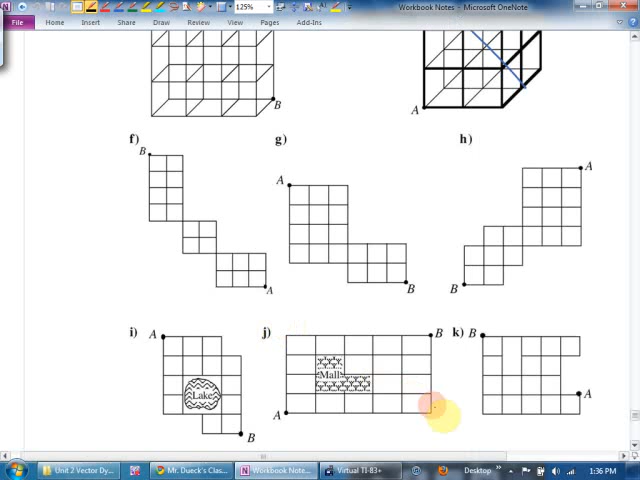 Workbook Notes - Microsoft OneNote
File Home Insert Share Draw Review View Pages Add-Ins
125%
B
A
f) g) h)
B
A
A
A
B
B
i) j) k)
A
B
B
Mall
Lake
A
A
B
Unit 2 Vector Dy... Mr. Dueck's Clas... Workbook Note... Virtual TI-83+ Desktop 1:36 PM